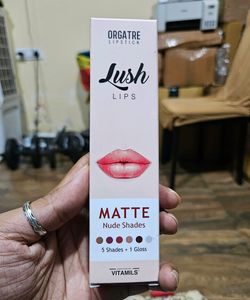 ORGATRE
LIPSTICK
Lush
LIPS
MATTE
Nude Shades
5 Shades + 1 Gloss
VITAMILS